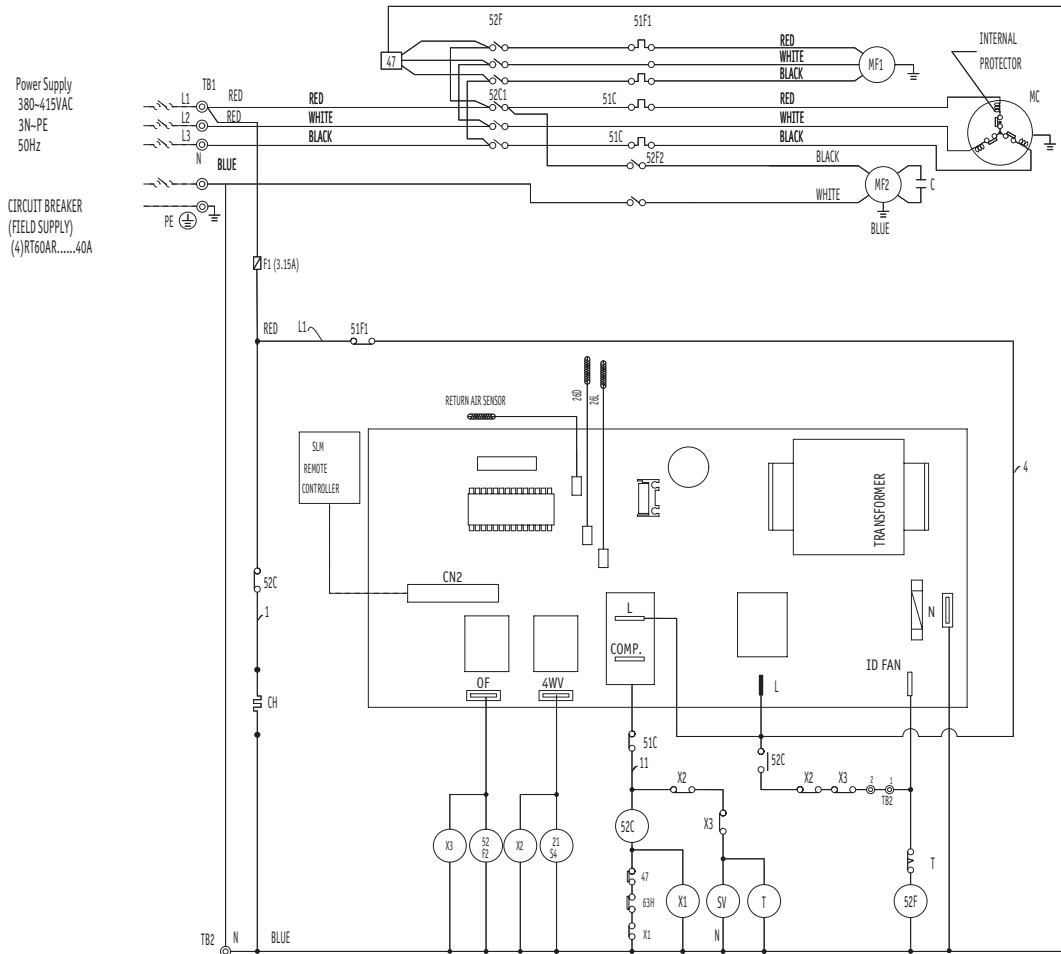 52F
51F1
RED
WHITE
BLACK
47
MF1
INTERNAL
PROTECTOR
MC
Power Supply
380~415VAC
3N~PE
50Hz
TB1
L1
RED
RED
52C1
51C
RED
L2
RED
WHITE
WHITE
L3
BLACK
51C
BLACK
N
BLUE
52F2
BLACK
MF2
C
WHITE
BLUE
CIRCUIT BREAKER
(FIELD SUPPLY)
(4)RT60AR......40A
PE
F1 (3.15A)
RED
L1
51F1
RETURN AIR SENSOR
26D
26L
SLM
REMOTE
CONTROLLER
4
TRANSFORMER
CN2
52C
1
L
COMP.
N
ID FAN
OF
4WV
L
CH
51C
11
52C
X2
X2
X3
2
1
TB2
X3
52C
X3
52
F2
X2
21
S4
T
47
63H
X1
X1
SV
T
52F
N
TB2
N
BLUE